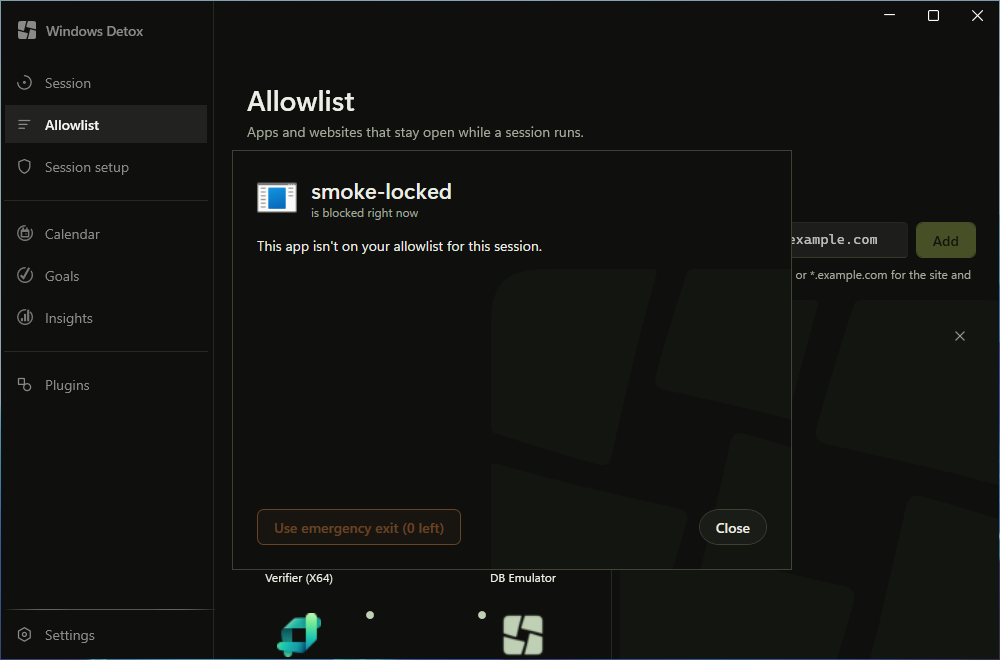 Windows Detox
Session
Allowlist
Session setup
Calendar
Goals
Insights
Plugins
Settings
Allowlist
Apps and websites that stay open while a session runs.
smoke-locked
is blocked right now
This app isn't on your allowlist for this session.
Use emergency exit (0 left)
Close
example.com
Add
or *.example.com for the site and
Verifier (X64)
DB Emulator